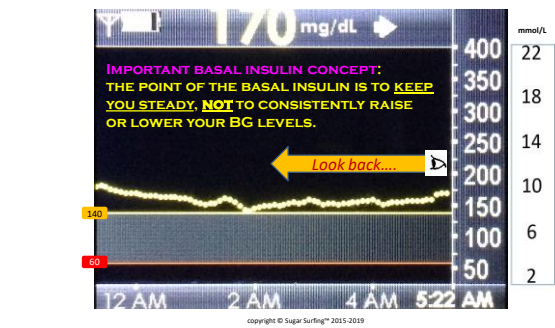 170 mg/dL
mmol/L
IMPORTANT BASAL INSULIN CONCEPT:
THE POINT OF THE BASAL INSULIN IS TO KEEP
YOU STEADY, NOT TO CONSISTENTLY RAISE
OR LOWER YOUR BG LEVELS.
Look back....
400
350
300
250
200
150
100
50
22
18
14
10
6
2
140
60
12 AM 2 AM 4 AM 5:22 AM
copyright © Sugar Surfing™ 2015-2019